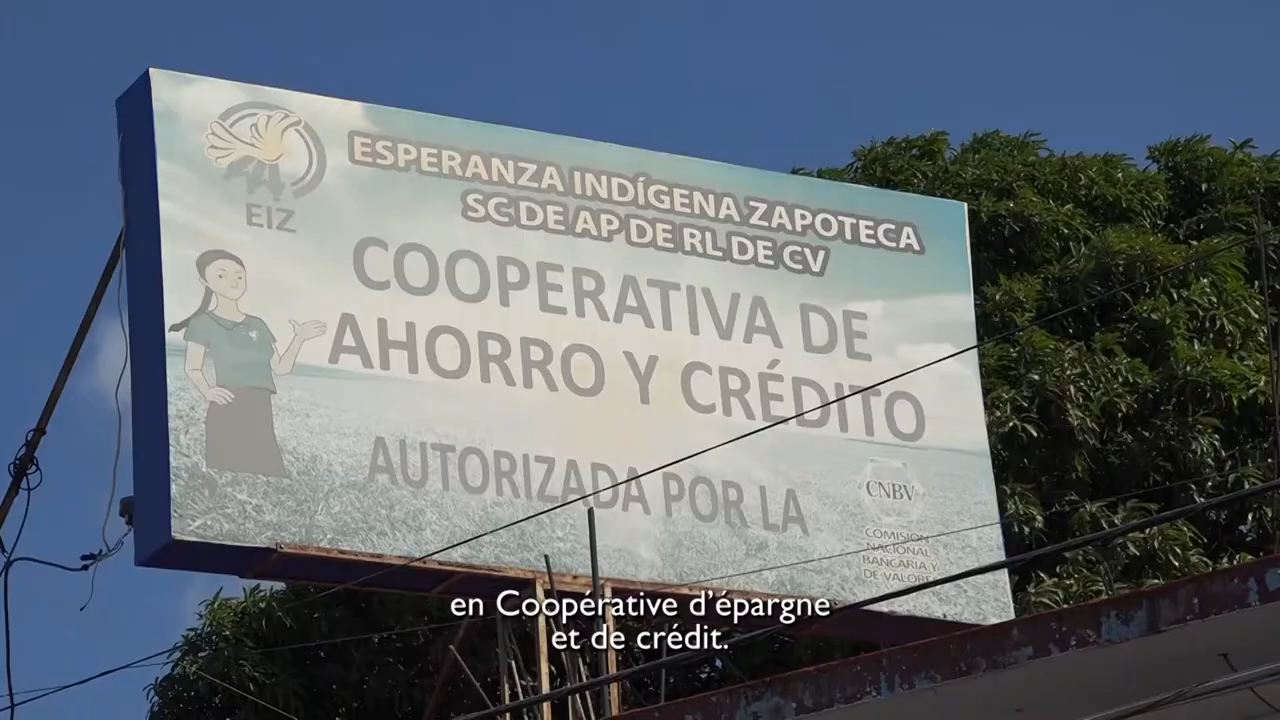 EIZ
ESPERANZA INDÍGENA ZAPOTECA
SC DE AP DE RL DE CV
COOPERATIVA DE
AHORRO Y CRÉDITO
AUTORIZADA POR LA
CNBV
COMISION
NACIONAL
BANCARIA Y
DE VALORES
en Coopérative d'épargne
et de crédit.